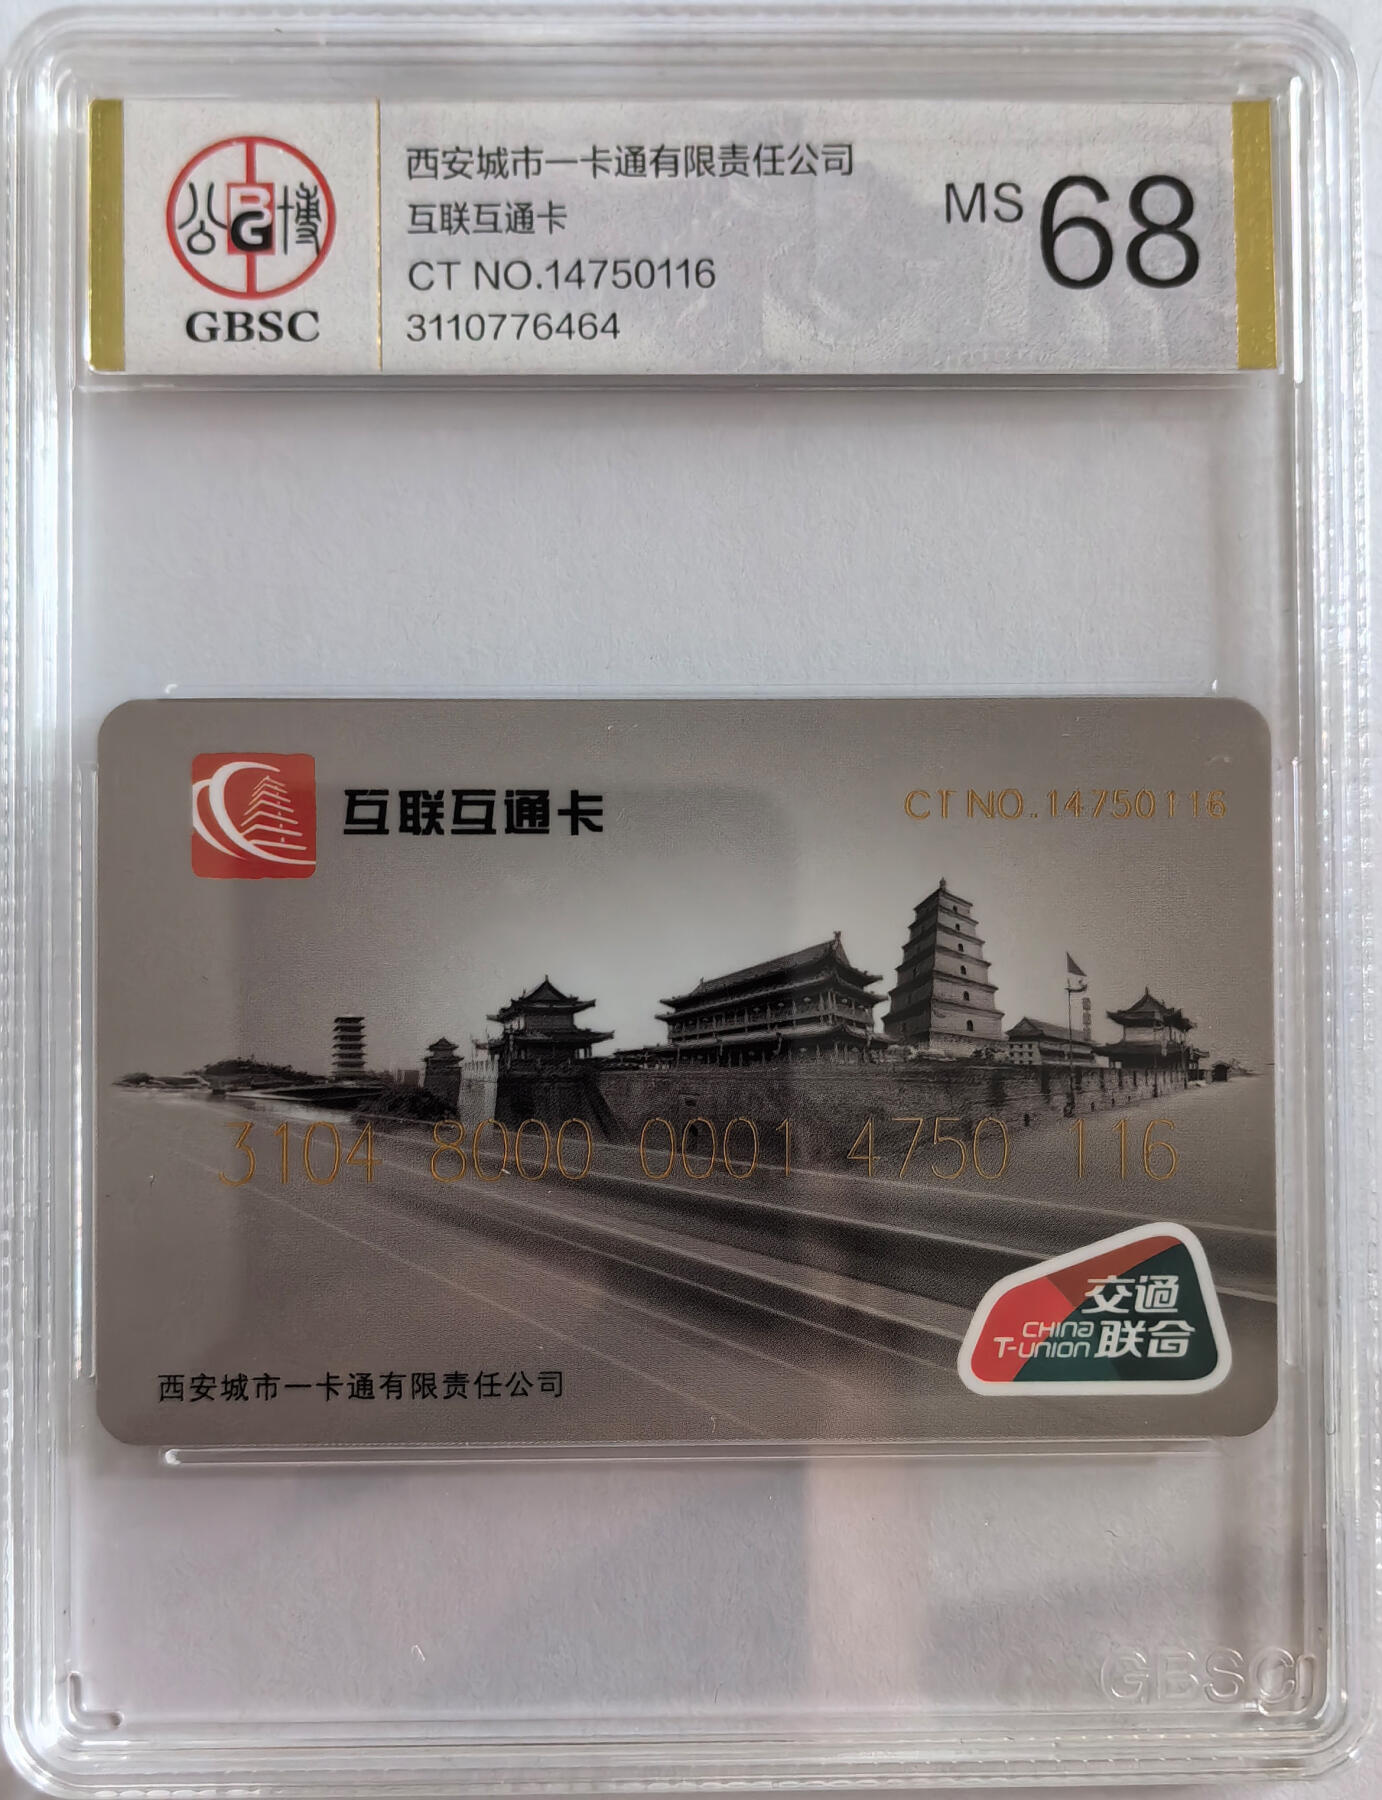 公博
BG
GBSC
西安城市一卡通有限责任公司
互联互通卡
CT NO.14750116
3110776464
MS 68
互联互通卡
CT NO.14750116
3104 8000 0001 4750 116
交通
CHINA
T-UNION 联合
西安城市一卡通有限责任公司
GBSC